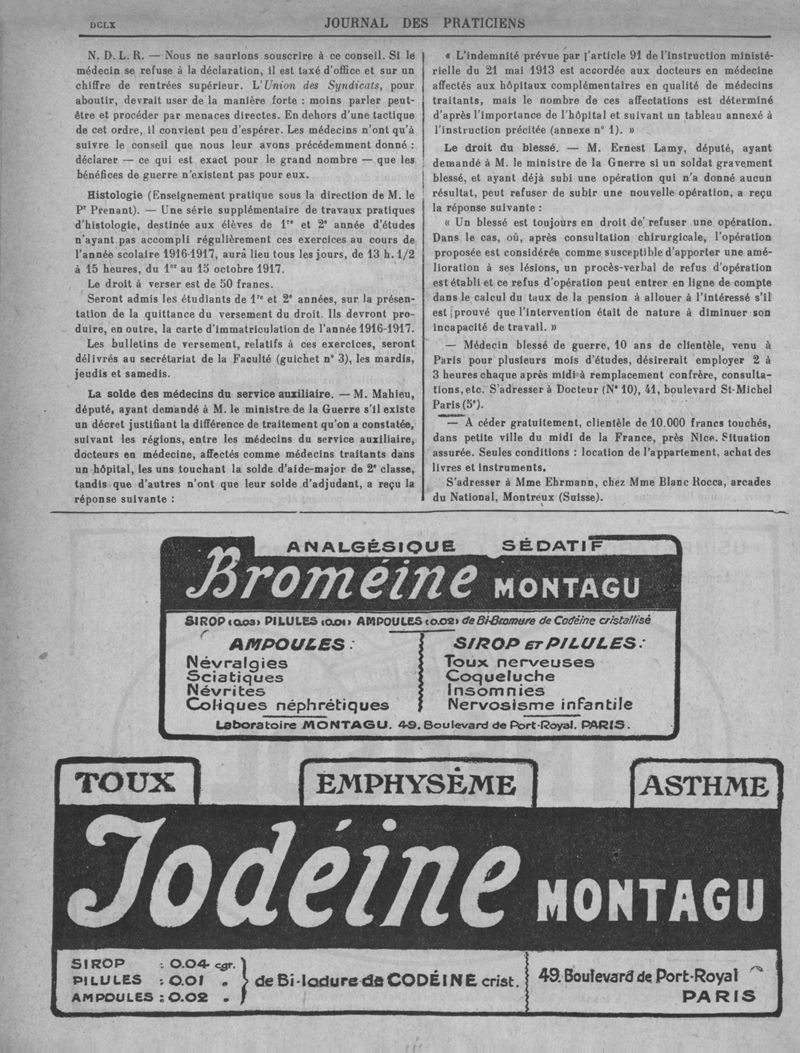 DCLX
JOURNAL DES PRATICIENS
N. D. L. R. — Nous ne saurions souscrire à ce conseil. Si le
médecin se refuse à la déclaration, il est taxé d'office et sur un
chiffre de rentrées supérieur. L'Union des Syndicats, pour
aboutir, devrait user de la manière forte : moins parler peut-
être et procéder par menaces directes. En dehors d'une tactique
de cet ordre, il convient peu d'espérer. Les médecins n'ont qu'à
suivre le conseil que nous leur avons précédemment donné :
déclarer — ce qui est exact pour le grand nombre — que les
bénéfices de guerre n'existent pas pour eux.
Histologie (Enseignement pratique sous la direction de M. le
Pr Prenant). — Une série supplémentaire de travaux pratiques
d'histologie, destinée aux élèves de 1re et 2e année d'études
n'ayant pas accompli régulièrement ces exercices au cours de
l'année scolaire 1916-1917, aura lieu tous les jours, de 13 h. 1/2
à 15 heures, du 1er au 15 octobre 1917.
Le droit à verser est de 50 francs.
Seront admis les étudiants de 1re et 2e années, sur la présen-
tation de la quittance du versement du droit. Ils devront pro-
duire, en outre, la carte d'immatriculation de l'année 1916-1917.
Les bulletins de versement, relatifs à ces exercices, seront
délivrés au secrétariat de la Faculté (guichet n° 3), les mardis,
jeudis et samedis.
La solde des médecins du service auxiliaire. — M. Mahieu,
député, ayant demandé à M. le ministre de la Guerre s'il existe
un décret justifiant la différence de traitement qu'on a constatée,
suivant les régions, entre les médecins du service auxiliaire,
docteurs en médecine, affectés comme médecins traitants dans
un hôpital, les uns touchant la solde d'aide-major de 2e classe,
tandis que d'autres n'ont que leur solde d'adjudant, a reçu la
réponse suivante :
« L'indemnité prévue par l'article 91 de l'instruction ministé-
rielle du 21 mai 1913 est accordée aux docteurs en médecine
affectés aux hôpitaux complémentaires en qualité de médecins
traitants, mais le nombre de ces affectations est déterminé
d'après l'importance de l'hôpital et suivant un tableau annexé à
l'instruction précitée (annexe n° 1). »
Le droit du blessé. — M. Ernest Lamy, député, ayant
demandé à M. le ministre de la Gnerre si un soldat gravement
blessé, et ayant déjà subi une opération qui n'a donné aucun
résultat, peut refuser de subir une nouvelle opération, a reçu
la réponse suivante :
« Un blessé est toujours en droit de refuser une opération.
Dans le cas, où, après consultation chirurgicale, l'opération
proposée est considérée comme susceptible d'apporter une amé-
lioration à ses lésions, un procès-verbal de refus d'opération
est établi et ce refus d'opération peut entrer en ligne de compte
dans le calcul du taux de la pension à allouer à l'intéressé s'il
est prouvé que l'intervention était de nature à diminuer son
incapacité de travail. »
— Médecin blessé de guerre, 10 ans de clientèle, venu à
Paris pour plusieurs mois d'études, désirerait employer 2 à
3 heures chaque après midi à remplacement confrère, consulta-
tions, etc. S'adresser à Docteur (N° 10), 41, boulevard St-Michel
Paris (5e).
— A céder gratuitement, clientèle de 10.000 francs touchés,
dans petite ville du midi de la France, près Nice. Situation
assurée. Seules conditions : location de l'appartement, achat des
livres et instruments.
S'adresser à Mme Ehrmann, chez Mme Blanc Rocca, arcades
du National, Montreux (Suisse).
ANALGÉSIQUE SÉDATIF
Broméine MONTAGU
SIROP (0.03) PILULES (0.01) AMPOULES (0.02) de Bi-Bromure de Codéine cristallisé
AMPOULES :
Névralgies
Sciatiques
Névrites
Coliques néphrétiques
SIROP ET PILULES :
Toux nerveuses
Coqueluche
Insomnies
Nervosisme infantile
Laboratoire MONTAGU. 49. Boulevard de Port-Royal. PARIS.
TOUX
EMPHYSÈME
ASTHME
Iodéine MONTAGU
SIROP : 0.04 cgr.
PILULES : 0.01 "
AMPOULES : 0.02 "
de Bi-Iodure de CODÉINE crist.
49. Boulevard de Port-Royal
PARIS